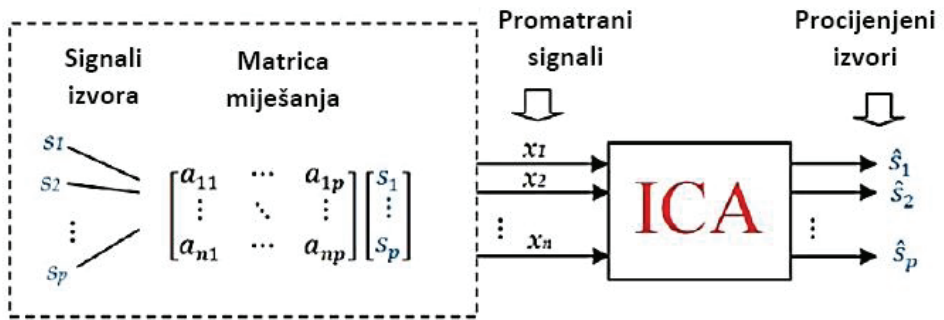 Signali
izvora
Matrica
miješanja
Promatrani
signali
Procijenjeni
izvori
s1
s2
⋮
sp
a11 ⋯ a1p s1
⋮ ⋱ ⋮ ⋮
an1 ⋯ anp sp
x1
x2
⋮
xn
ICA
ŝ1
ŝ2
⋮
ŝp